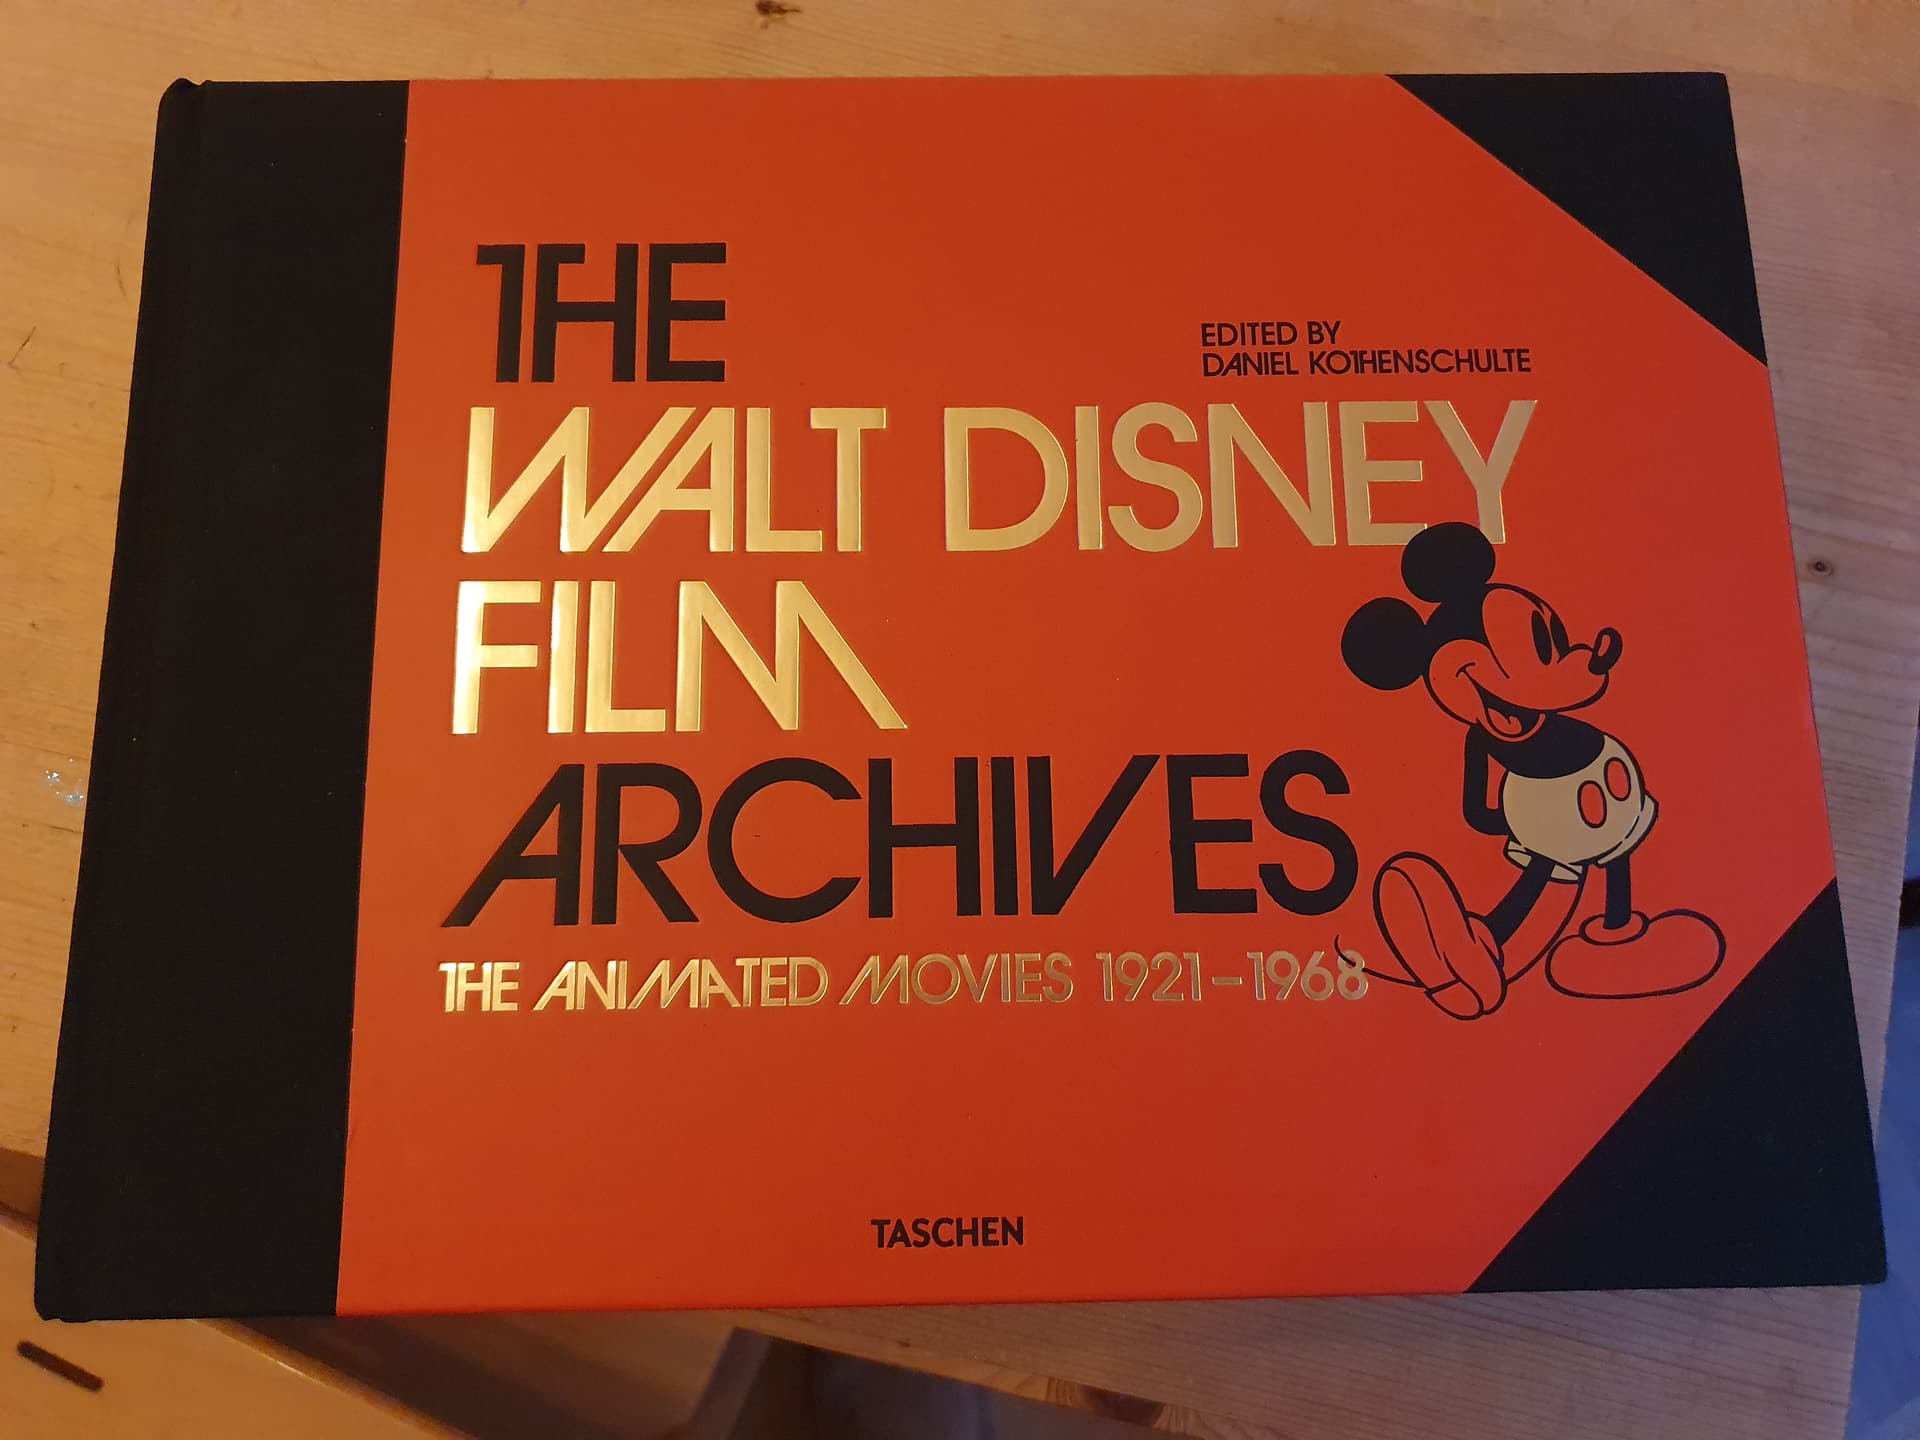 THE
EDITED BY
DANIEL KOTHENSCHULTE
WALT DISNEY
FILM
ARCHIVES
THE ANIMATED MOVIES 1921–1968
TASCHEN